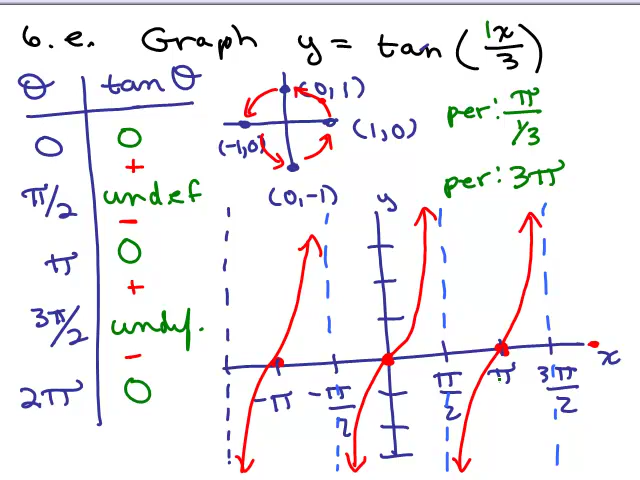 6. e. Graph y = tan (1x/3)
θ tan θ
0 0
+
π/2 undef
−
π 0
+
3π/2 undef.
−
2π 0
(0, 1)
(-1, 0)
(1, 0)
(0, -1)
per: π/(1/3)
per: 3π
y
x
-π -π/2 π/2 π 3π/2